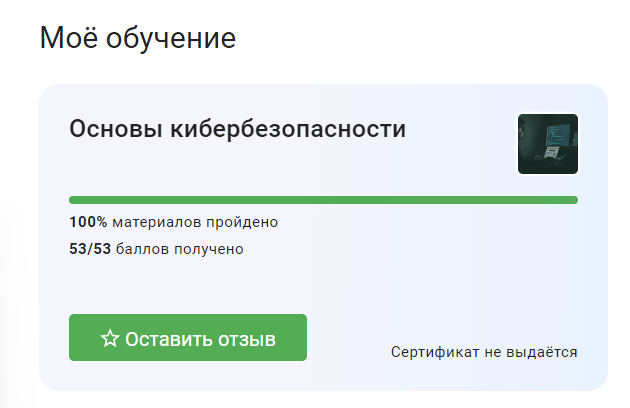 Моё обучение
Основы кибербезопасности
100% материалов пройдено
53/53 баллов получено
Оставить отзыв
Сертификат не выдаётся